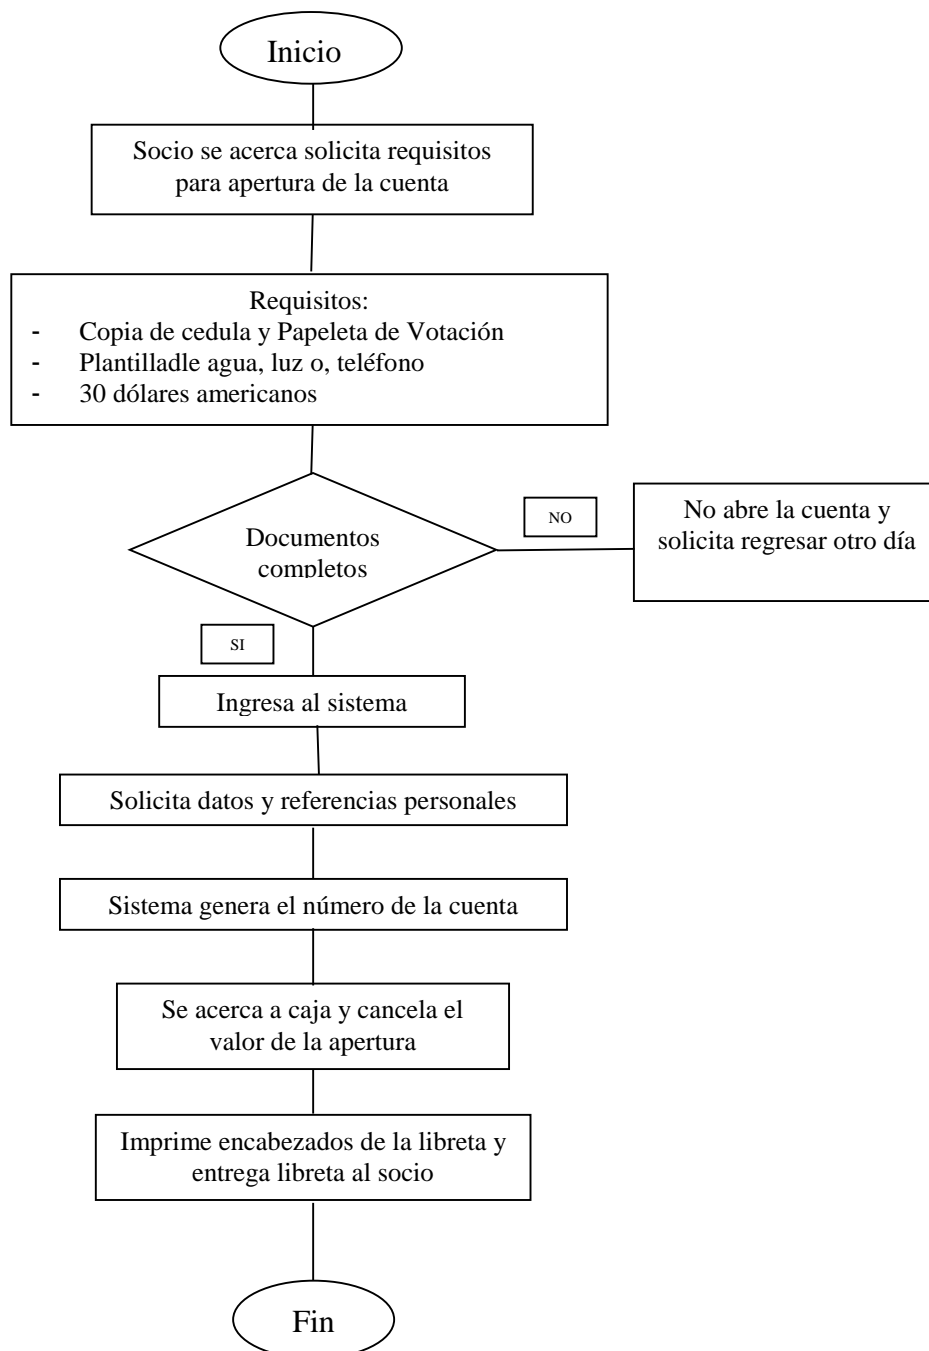 Inicio
Socio se acerca solicita requisitos
para apertura de la cuenta
Requisitos:
- Copia de cedula y Papeleta de Votación
- Plantilladle agua, luz o, teléfono
- 30 dólares americanos
Documentos
completos
NO
No abre la cuenta y
solicita regresar otro día
SI
Ingresa al sistema
Solicita datos y referencias personales
Sistema genera el número de la cuenta
Se acerca a caja y cancela el
valor de la apertura
Imprime encabezados de la libreta y
entrega libreta al socio
Fin